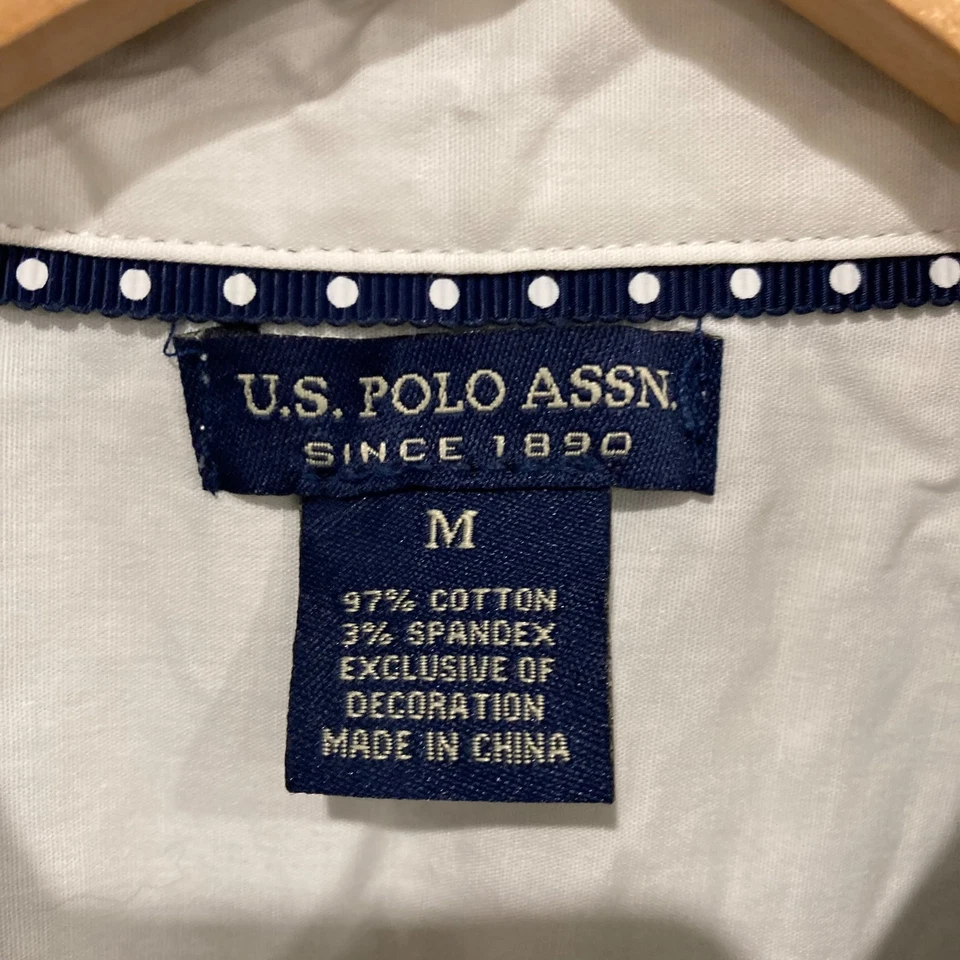 U.S. POLO ASSN.
SINCE 1890
M
97% COTTON
3% SPANDEX
EXCLUSIVE OF
DECORATION
MADE IN CHINA